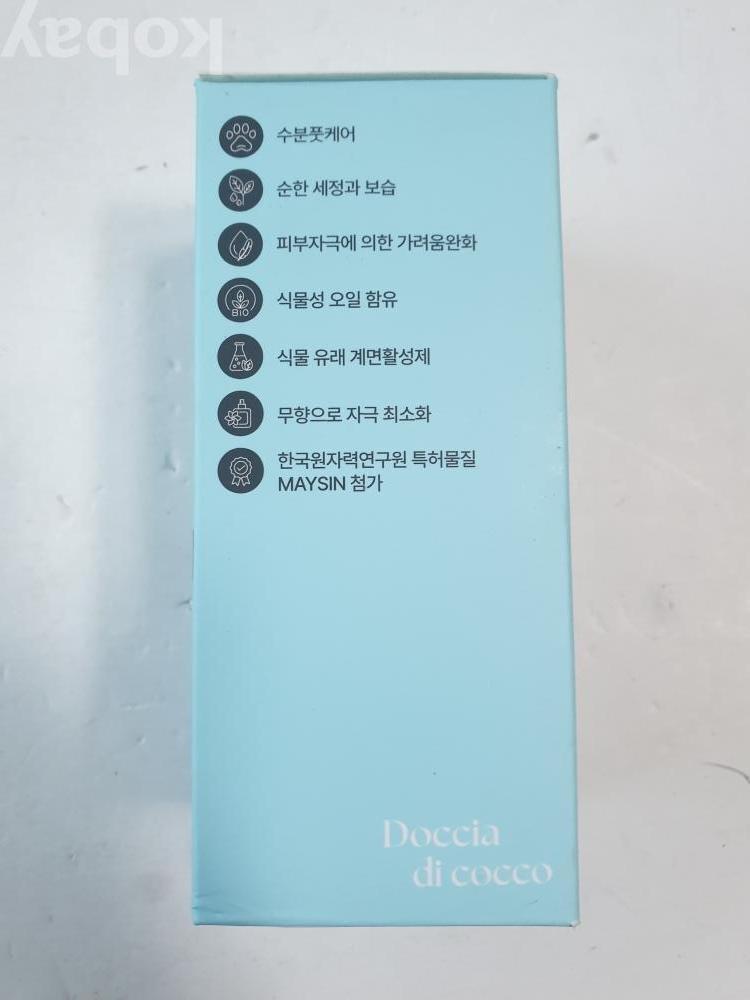 kobay
수분풋케어
순한 세정과 보습
피부자극에 의한 가려움완화
BIO
식물성 오일 함유
식물 유래 계면활성제
무향으로 자극 최소화
한국원자력연구원 특허물질
MAYSIN 첨가
Doccia
di cocco